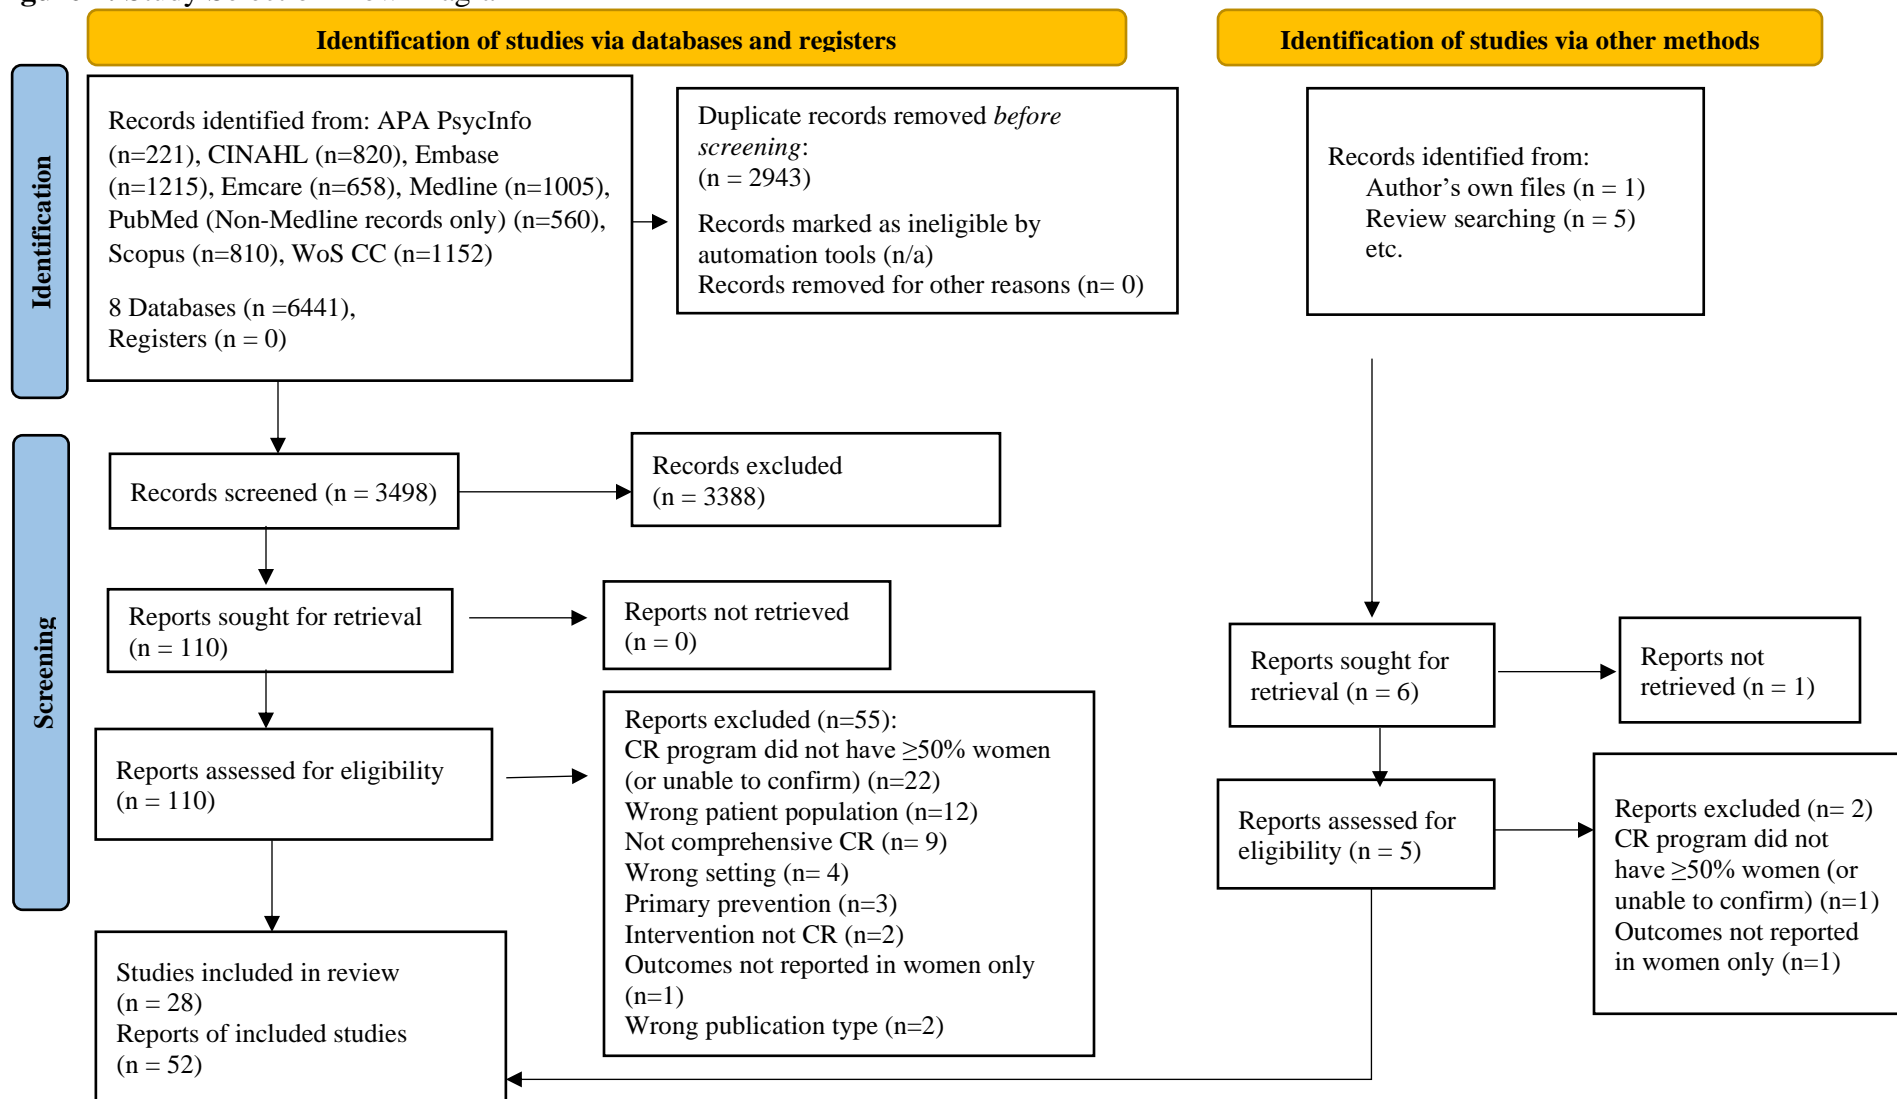 Identification of studies via databases and registers
Identification of studies via other methods
Identification
Records identified from: APA PsycInfo
(n=221), CINAHL (n=820), Embase
(n=1215), Emcare (n=658), Medline (n=1005),
PubMed (Non-Medline records only) (n=560),
Scopus (n=810), WoS CC (n=1152)
8 Databases (n =6441),
Registers (n = 0)
Duplicate records removed before
screening:
(n = 2943)
Records marked as ineligible by
automation tools (n/a)
Records removed for other reasons (n= 0)
Records identified from:
Author’s own files (n = 1)
Review searching (n = 5)
etc.
Screening
Records screened (n = 3498)
Records excluded
(n = 3388)
Reports sought for retrieval
(n = 110)
Reports not retrieved
(n = 0)
Reports sought for
retrieval (n = 6)
Reports not
retrieved (n = 1)
Reports assessed for eligibility
(n = 110)
Reports excluded (n=55):
CR program did not have ≥50% women
(or unable to confirm) (n=22)
Wrong patient population (n=12)
Not comprehensive CR (n= 9)
Wrong setting (n= 4)
Primary prevention (n=3)
Intervention not CR (n=2)
Outcomes not reported in women only
(n=1)
Wrong publication type (n=2)
Reports assessed for
eligibility (n = 5)
Reports excluded (n= 2)
CR program did not
have ≥50% women (or
unable to confirm) (n=1)
Outcomes not reported
in women only (n=1)
Studies included in review
(n = 28)
Reports of included studies
(n = 52)